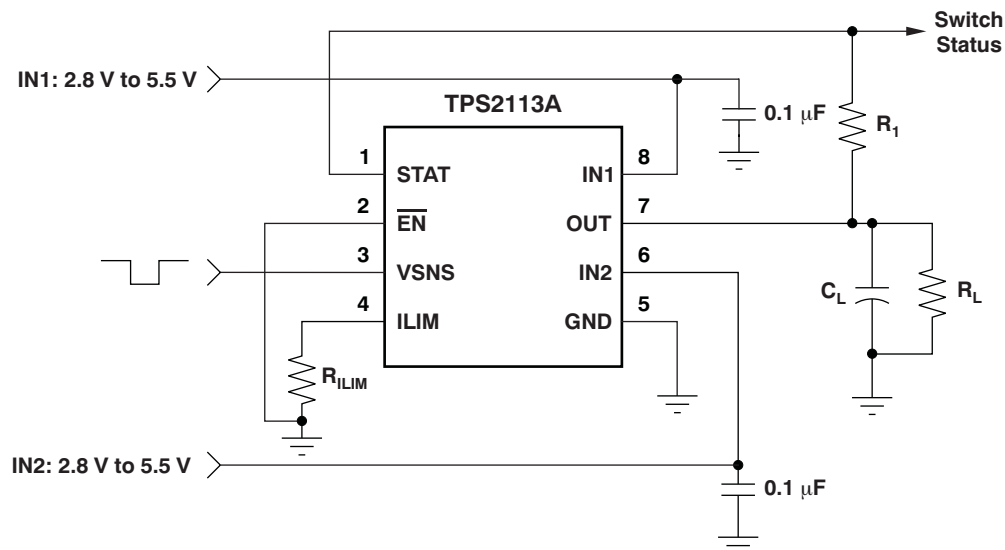 Switch
Status
IN1: 2.8 V to 5.5 V
TPS2113A
0.1 μF
R1
1
STAT
IN1
8
2
EN
OUT
7
3
VSNS
IN2
6
4
ILIM
GND
5
CL
RL
RILIM
IN2: 2.8 V to 5.5 V
0.1 μF